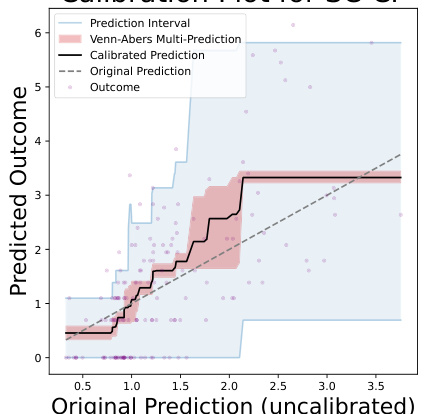 Prediction Interval
Venn-Abers Multi-Prediction
Calibrated Prediction
Original Prediction
Outcome
6
5
4
3
2
1
0
Predicted Outcome
0.5 1.0 1.5 2.0 2.5 3.0 3.5
Original Prediction (uncalibrated)